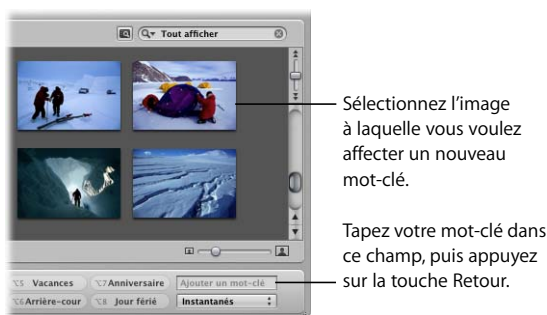 Tout afficher
Sélectionnez l'image
à laquelle vous voulez
affecter un nouveau
mot-clé.
Tapez votre mot-clé dans
ce champ, puis appuyez
sur la touche Retour.
⌥5 Vacances ⌥7 Anniversaire Ajouter un mot-clé
⌥6 Arrière-cour ⌥8 Jour férié Instantanés